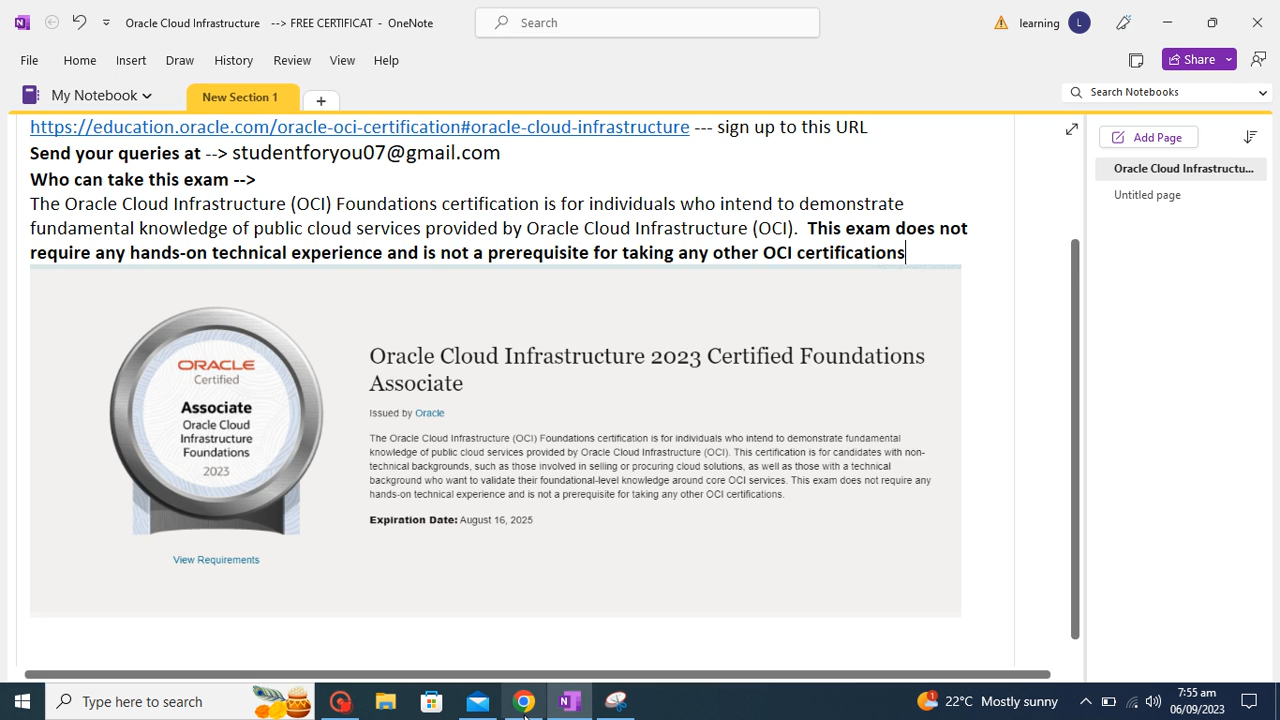 Oracle Cloud Infrastructure --> FREE CERTIFICAT - OneNote
Search
learning
L
File
Home
Insert
Draw
History
Review
View
Help
Share
My Notebook
New Section 1
+
Search Notebooks
https://education.oracle.com/oracle-oci-certification#oracle-cloud-infrastructure --- sign up to this URL
Send your queries at --> studentforyou07@gmail.com
Who can take this exam -->
The Oracle Cloud Infrastructure (OCI) Foundations certification is for individuals who intend to demonstrate
fundamental knowledge of public cloud services provided by Oracle Cloud Infrastructure (OCI). This exam does not
require any hands-on technical experience and is not a prerequisite for taking any other OCI certifications
Add Page
Oracle Cloud Infrastructu...
Untitled page
ORACLE
Certified
Associate
Oracle Cloud
Infrastructure
Foundations
2023
View Requirements
Oracle Cloud Infrastructure 2023 Certified Foundations
Associate
Issued by Oracle
The Oracle Cloud Infrastructure (OCI) Foundations certification is for individuals who intend to demonstrate fundamental
knowledge of public cloud services provided by Oracle Cloud Infrastructure (OCI). This certification is for candidates with non-
technical backgrounds, such as those involved in selling or procuring cloud solutions, as well as those with a technical
background who want to validate their foundational-level knowledge around core OCI services. This exam does not require any
hands-on technical experience and is not a prerequisite for taking any other OCI certifications.
Expiration Date: August 16, 2025
Type here to search
22°C Mostly sunny
7:55 am
06/09/2023